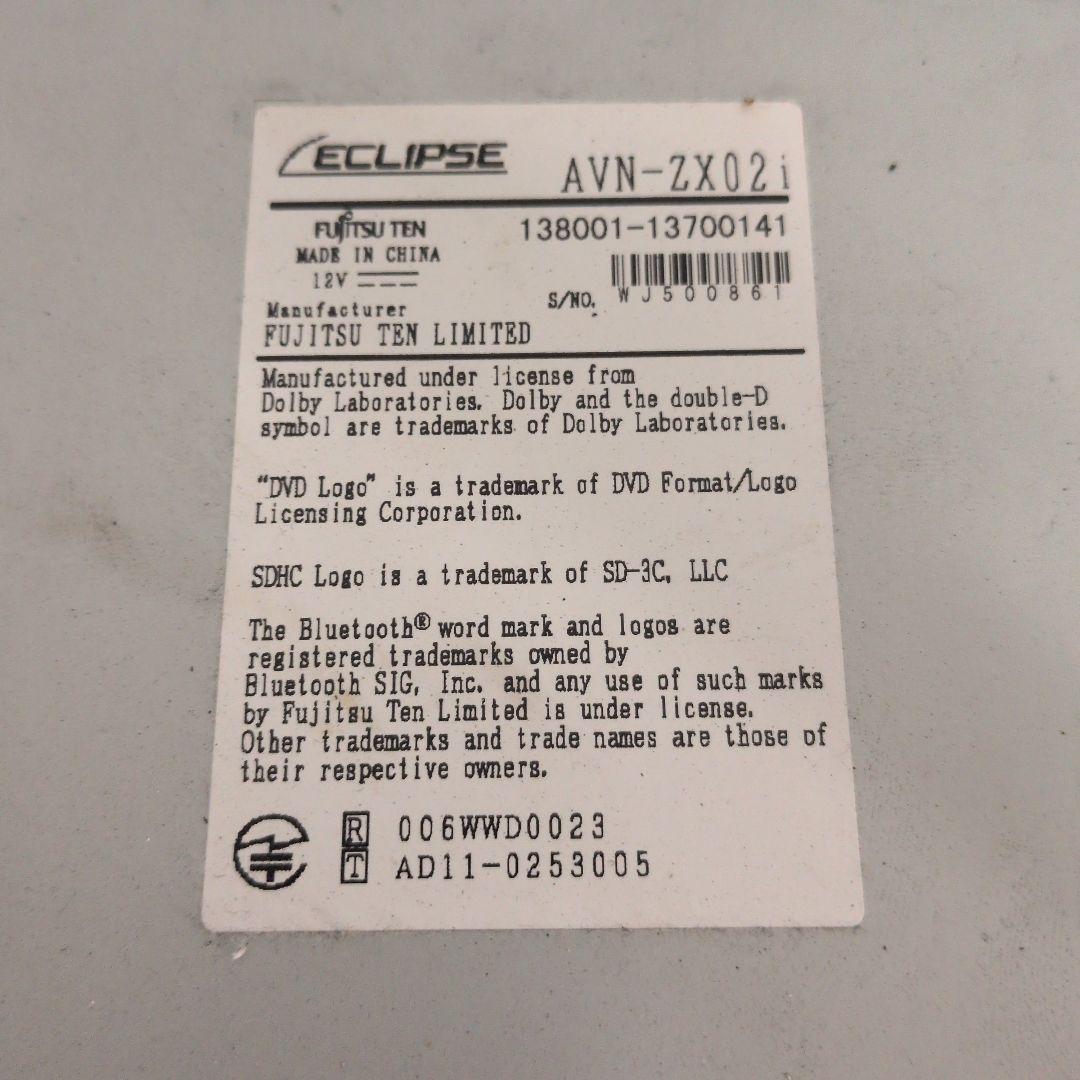 ECLIPSE AVN-ZX02i
FUJITSU TEN 138001-13700141
MADE IN CHINA
12V
S/NO. WJ500861
Manufacturer
FUJITSU TEN LIMITED
Manufactured under license from
Dolby Laboratories. Dolby and the double-D
symbol are trademarks of Dolby Laboratories.
“DVD Logo” is a trademark of DVD Format/Logo
Licensing Corporation.
SDHC Logo is a trademark of SD-3C, LLC
The Bluetooth® word mark and logos are
registered trademarks owned by
Bluetooth SIG, Inc. and any use of such marks
by Fujitsu Ten Limited is under license.
Other trademarks and trade names are those of
their respective owners.
R 006WWD0023
T AD11-0253005